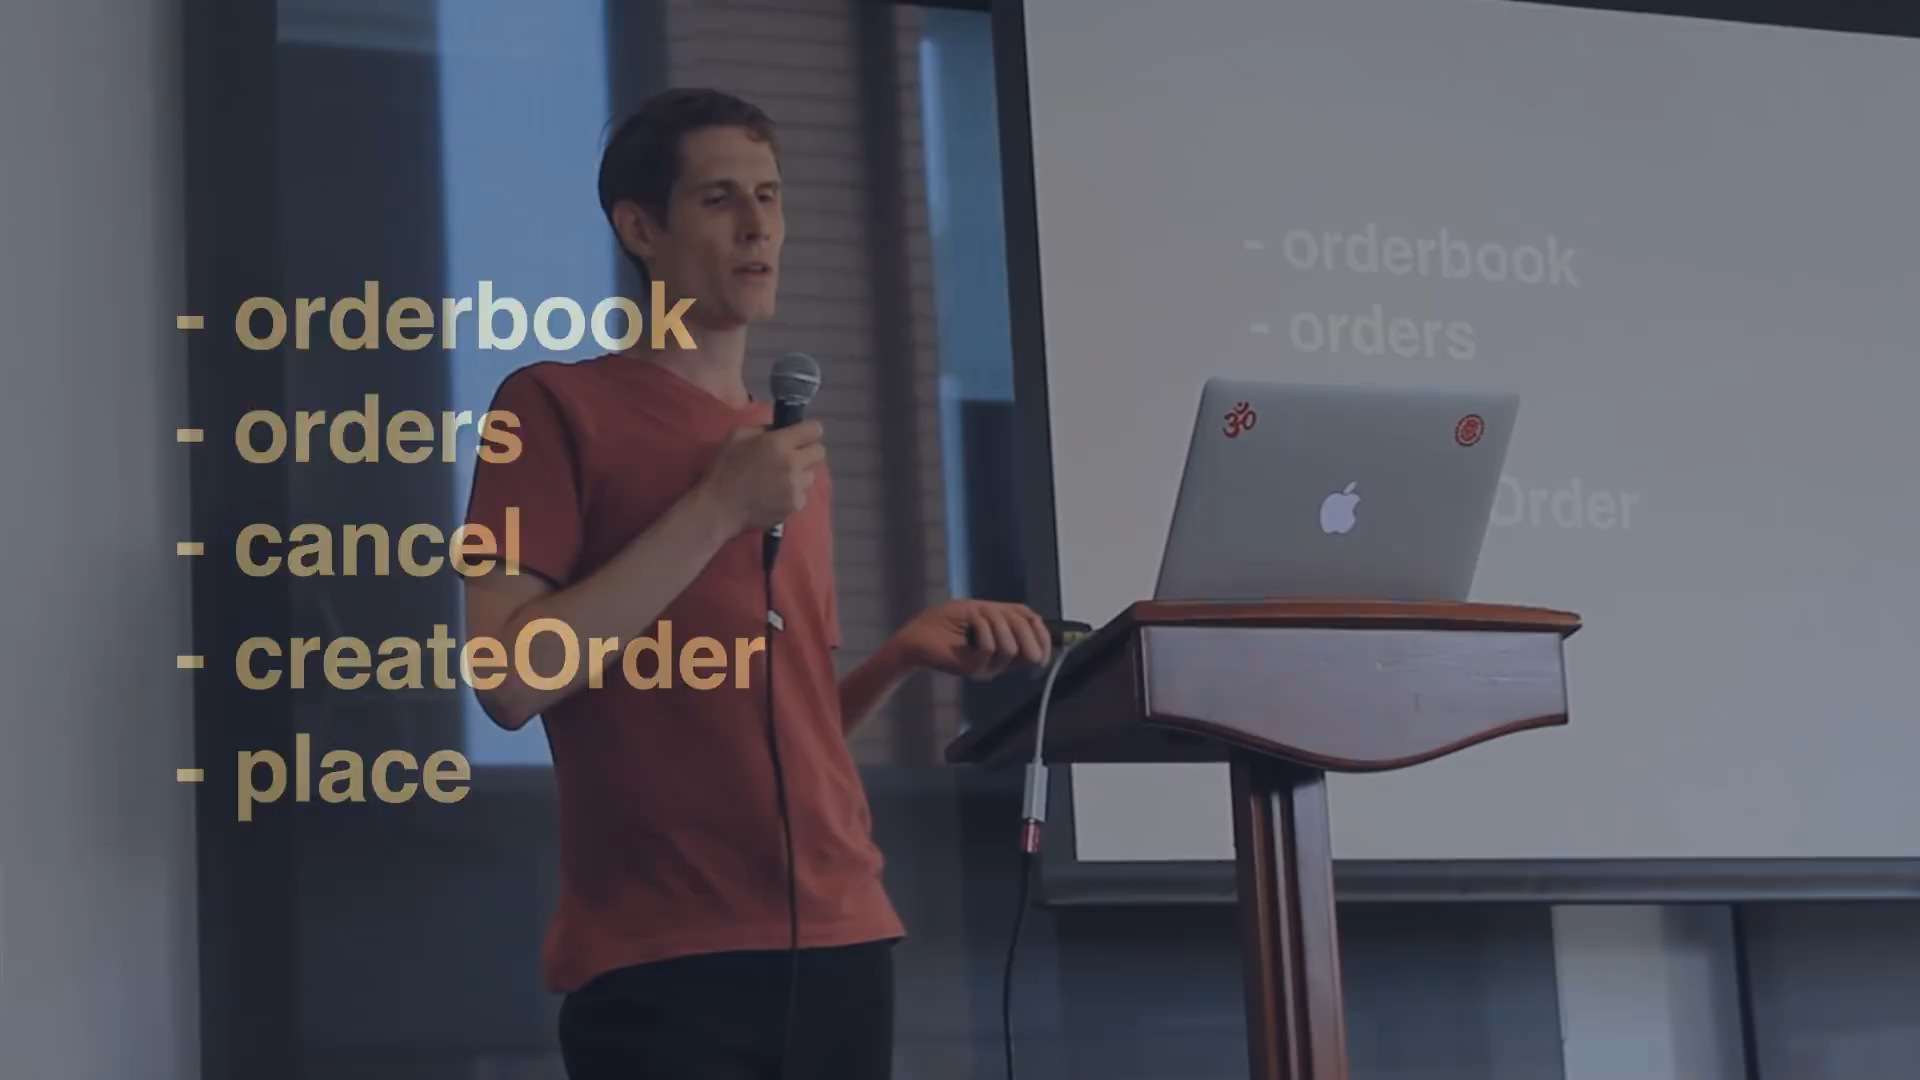 - orderbook
- orders
- cancel
- createOrder
- place
- orderbook
- orders
Order
ॐ